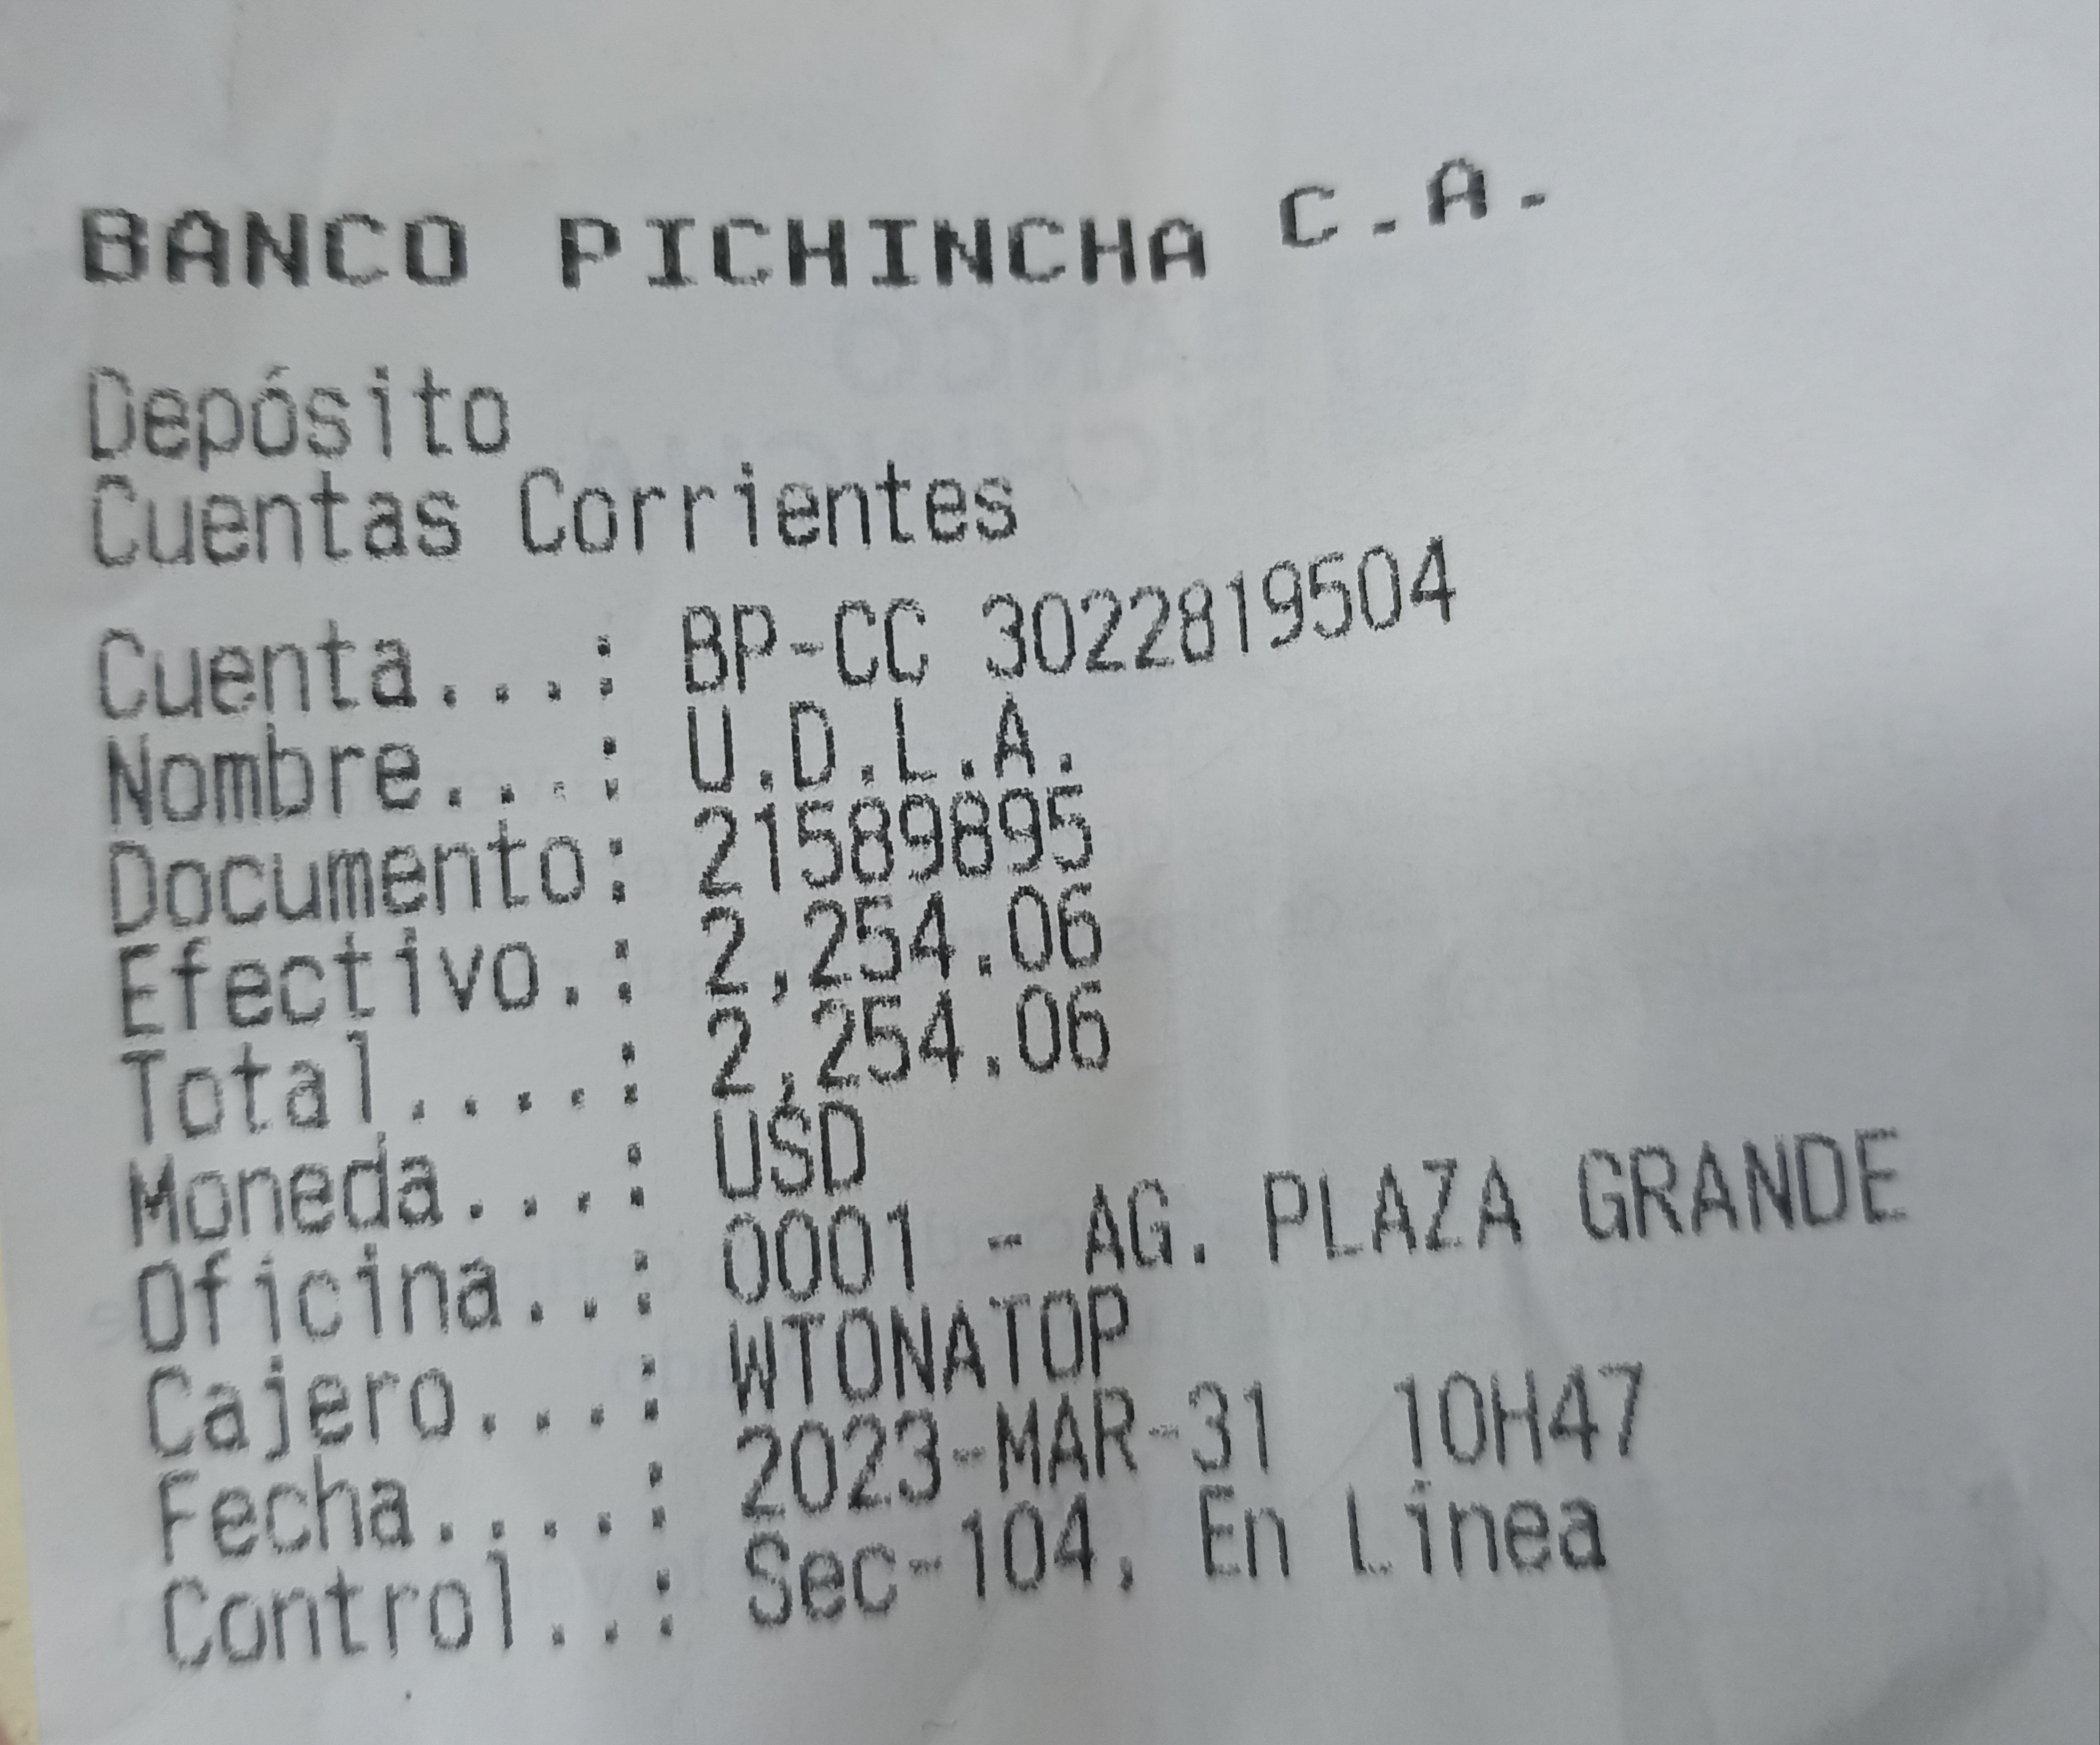 BANCO PICHINCHA C.A.
Depósito
Cuentas Corrientes
Cuenta...: BP-CC 3022819504
Nombre...: U.D.L.A.
Documento: 21589895
Efectivo.: 2,254.06
Total....: 2,254.06
Moneda...: USD
Oficina..: 0001 - AG. PLAZA GRANDE
Cajero...: WTONATOP
Fecha....: 2023-MAR-31 10H47
Control..: Sec-104, En Línea